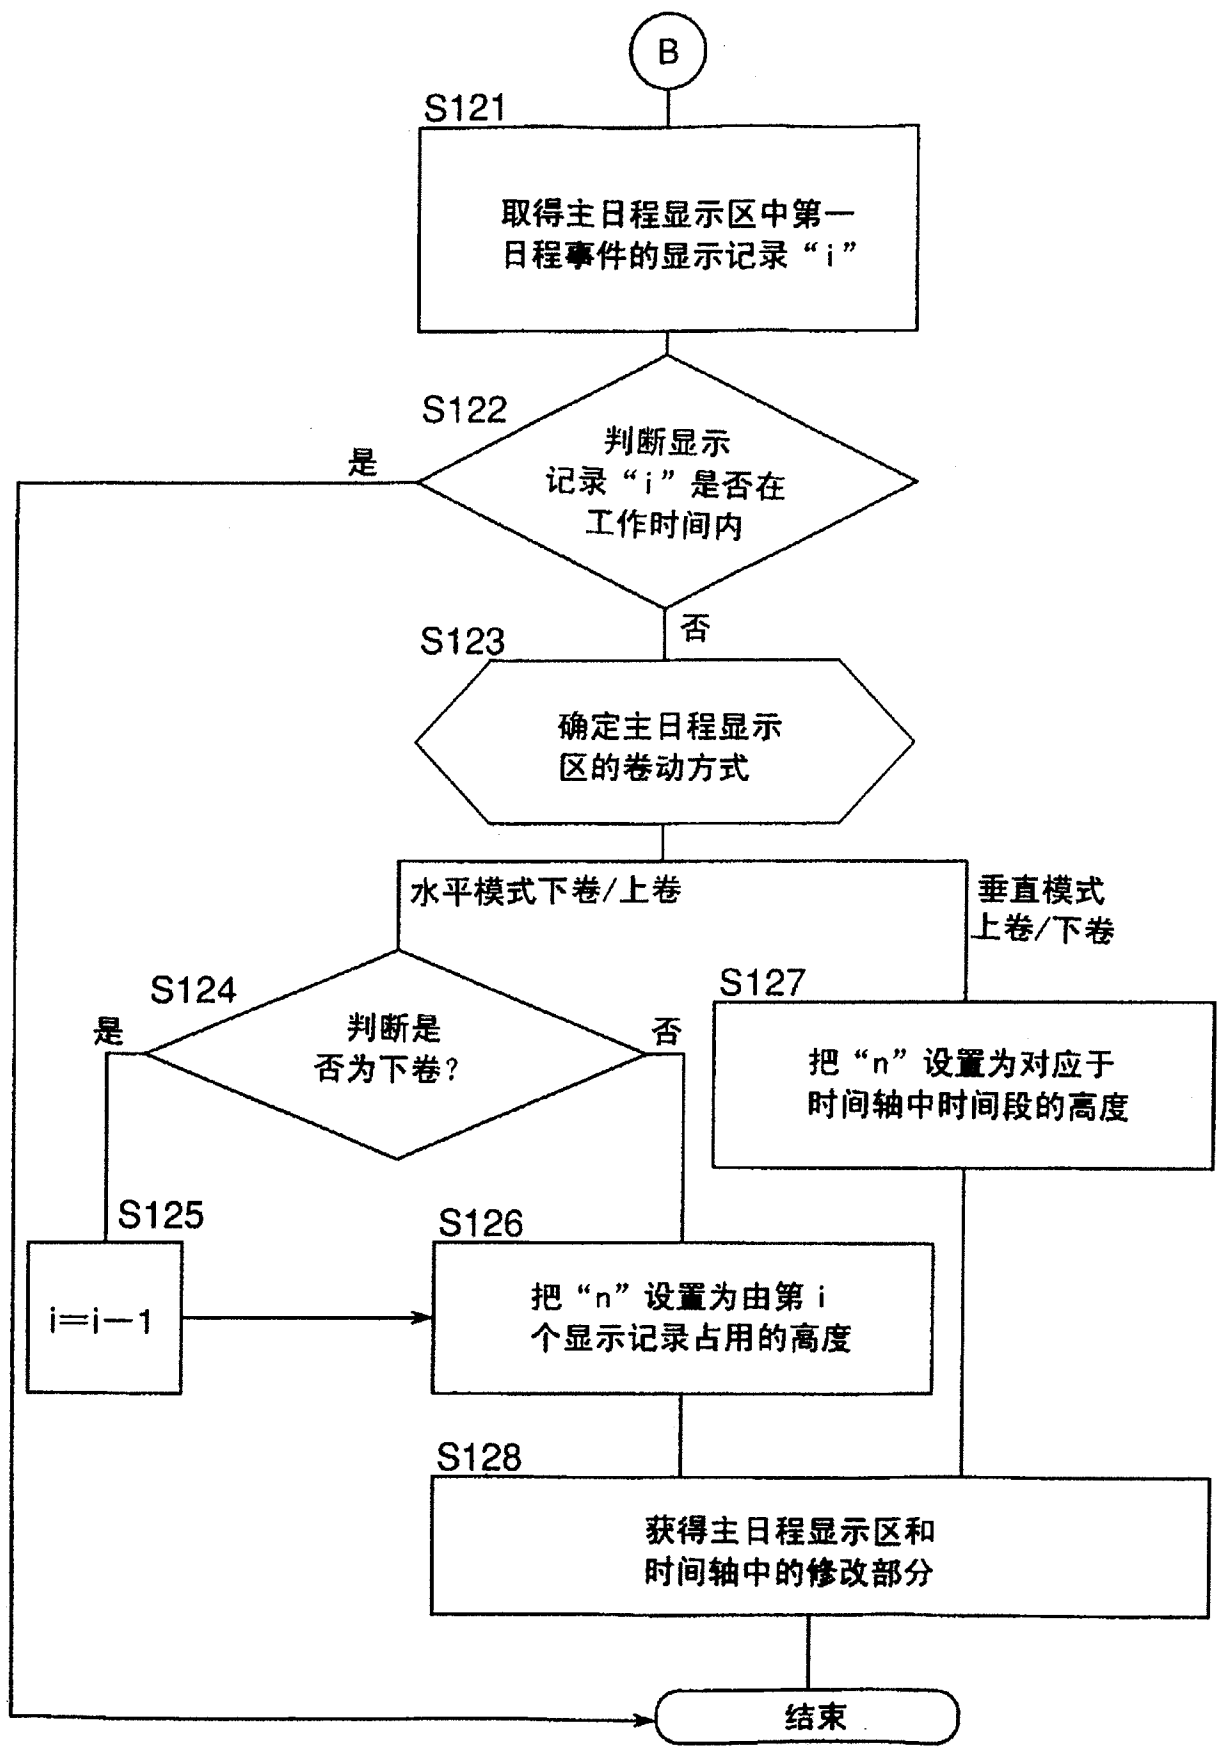 B
S121
取得主日程显示区中第一
日程事件的显示记录“i”
S122
判断显示
记录“i”是否在
工作时间内
是
否
S123
确定主日程显示
区的卷动方式
水平模式下卷/上卷
垂直模式
上卷/下卷
S124
判断是
否为下卷?
是
否
S127
把“n”设置为对应于
时间轴中时间段的高度
S125
i=i-1
S126
把“n”设置为由第 i
个显示记录占用的高度
S128
获得主日程显示区和
时间轴中的修改部分
结束